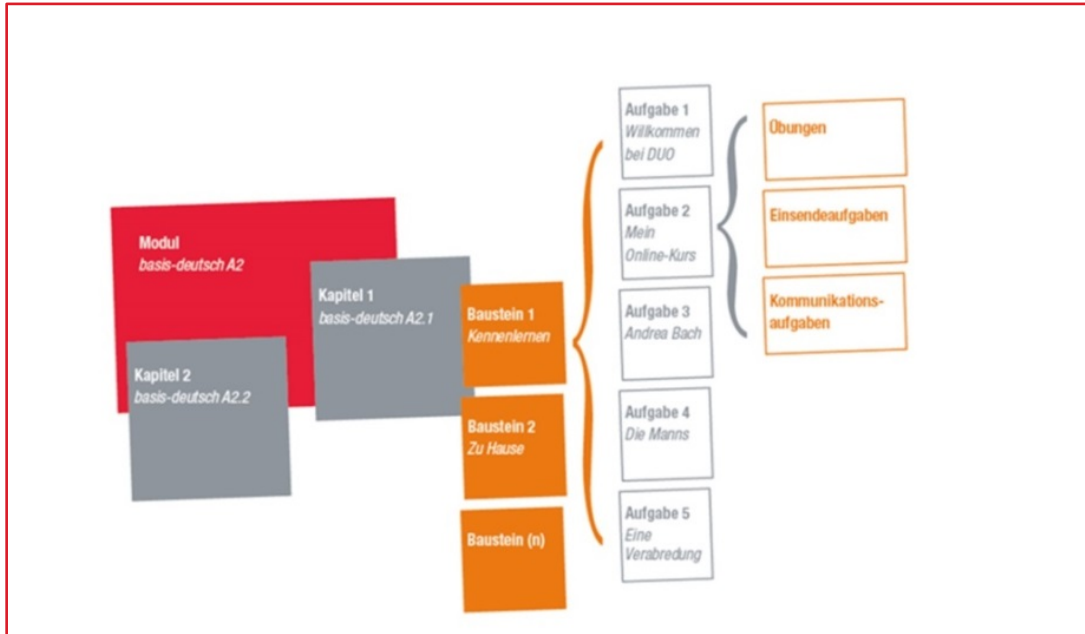 Modul
basis-deutsch A2
Kapitel 1
basis-deutsch A2.1
Kapitel 2
basis-deutsch A2.2
Baustein 1
Kennenlernen
Baustein 2
Zu Hause
Baustein (n)
Aufgabe 1
Willkommen
bei DUO
Aufgabe 2
Mein
Online-Kurs
Aufgabe 3
Andrea Bach
Aufgabe 4
Die Manns
Aufgabe 5
Eine
Verabredung
Übungen
Einsendeaufgaben
Kommunikations-
aufgaben